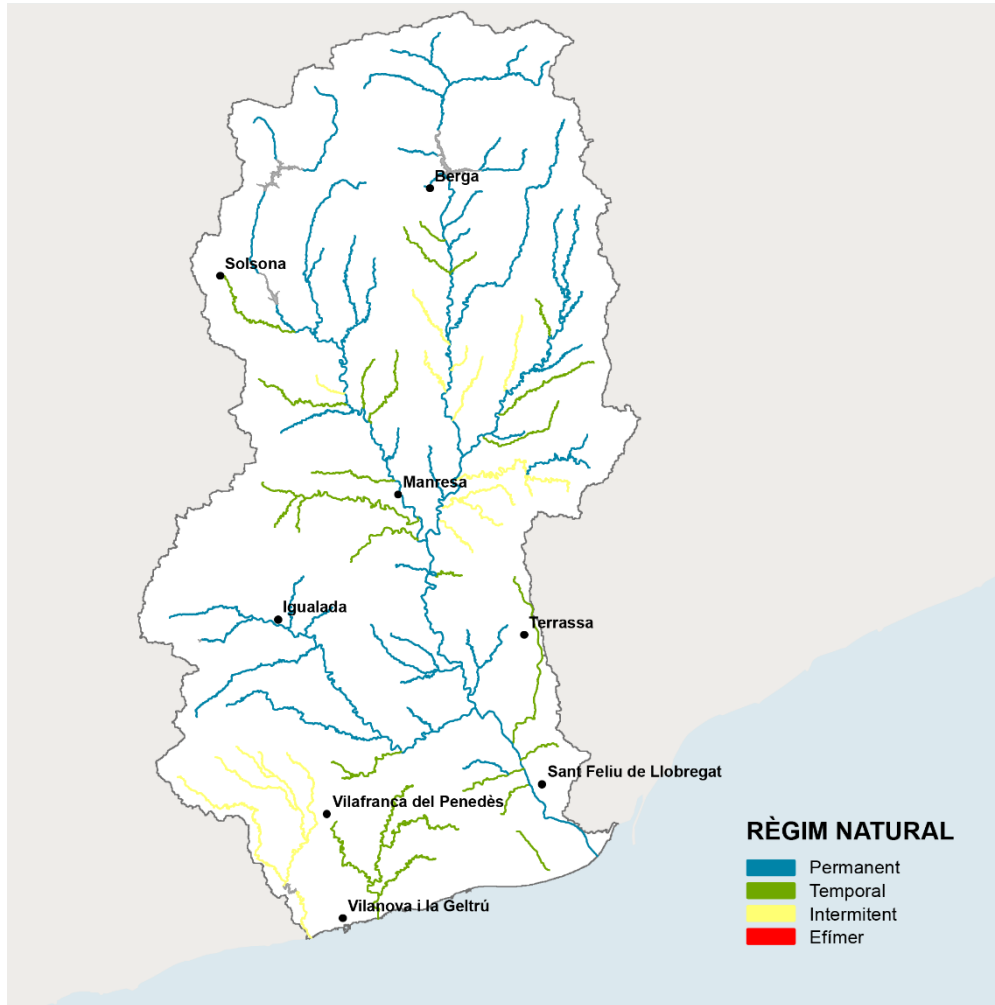 Berga
Solsona
Manresa
Igualada
Terrassa
Sant Feliu de Llobregat
Vilafranca del Penedès
Vilanova i la Geltrú
RÈGIM NATURAL
Permanent
Temporal
Intermitent
Efímer